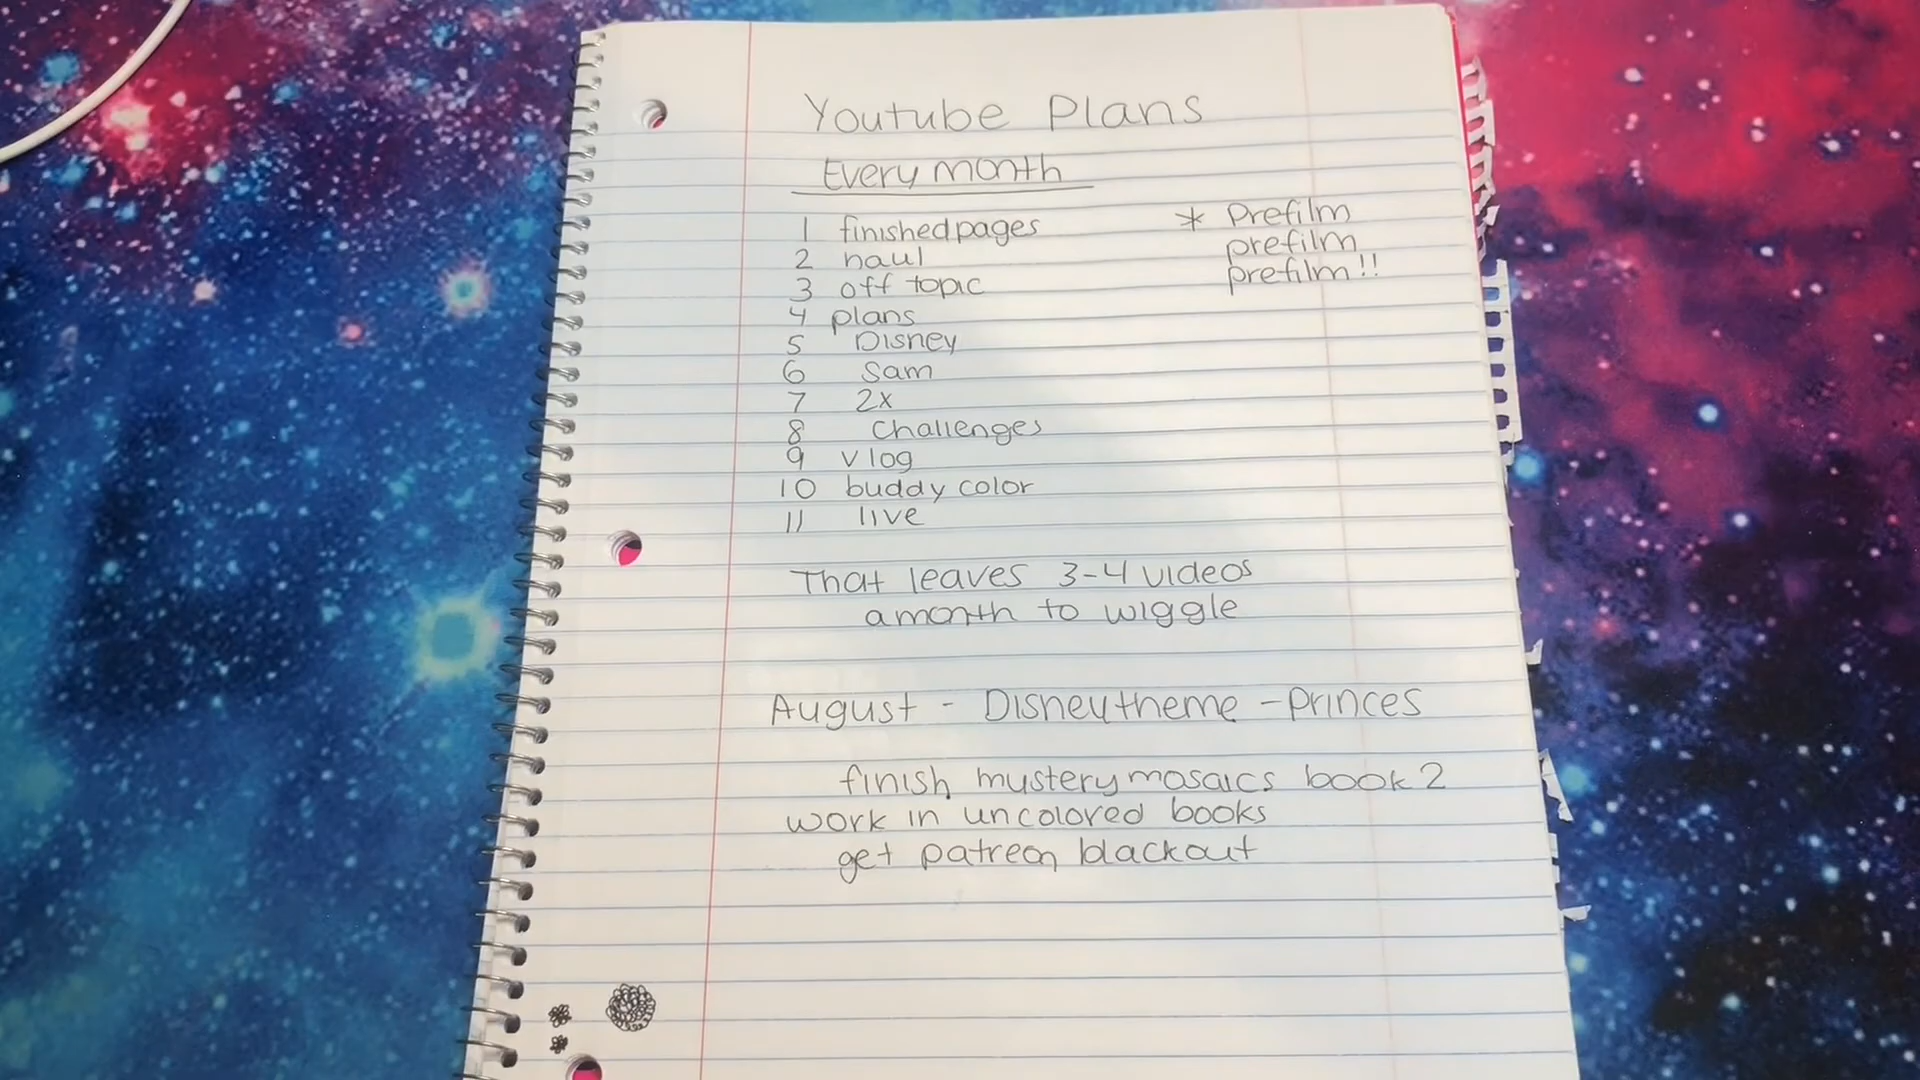 Youtube Plans
Every month
1 finished pages
2 haul
3 off topic
4 plans
5 Disney
6 Sam
7 2x
8 Challenges
9 vlog
10 buddy color
11 live
* Prefilm
prefilm
prefilm!!
That leaves 3-4 videos
a month to wiggle
August - Disney theme - Princes
finish mystery mosaics book 2
work in uncolored books
get patreon blackout